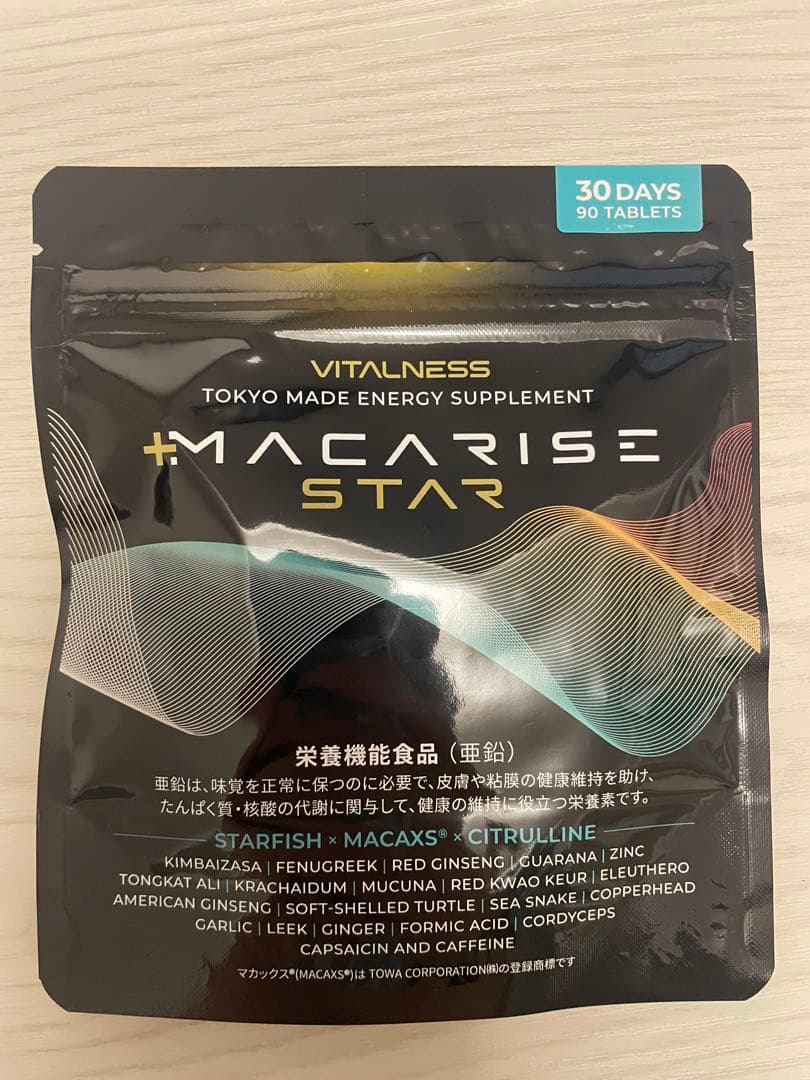 30 DAYS
90 TABLETS
VITALNESS
TOKYO MADE ENERGY SUPPLEMENT
+MACARISE
STAR
栄養機能食品（亜鉛）
亜鉛は、味覚を正常に保つのに必要で、皮膚や粘膜の健康維持を助け、
たんぱく質・核酸の代謝に関与して、健康の維持に役立つ栄養素です。
STARFISH × MACAXS® × CITRULLINE
KIMBAIZASA | FENUGREEK | RED GINSENG | GUARANA | ZINC
TONGKAT ALI | KRACHAIDUM | MUCUNA | RED KWAO KEUR | ELEUTHERO
AMERICAN GINSENG | SOFT-SHELLED TURTLE | SEA SNAKE | COPPERHEAD
GARLIC | LEEK | GINGER | FORMIC ACID | CORDYCEPS
CAPSAICIN AND CAFFEINE
マカックス®(MACAXS®)は TOWA CORPORATION㈱の登録商標です